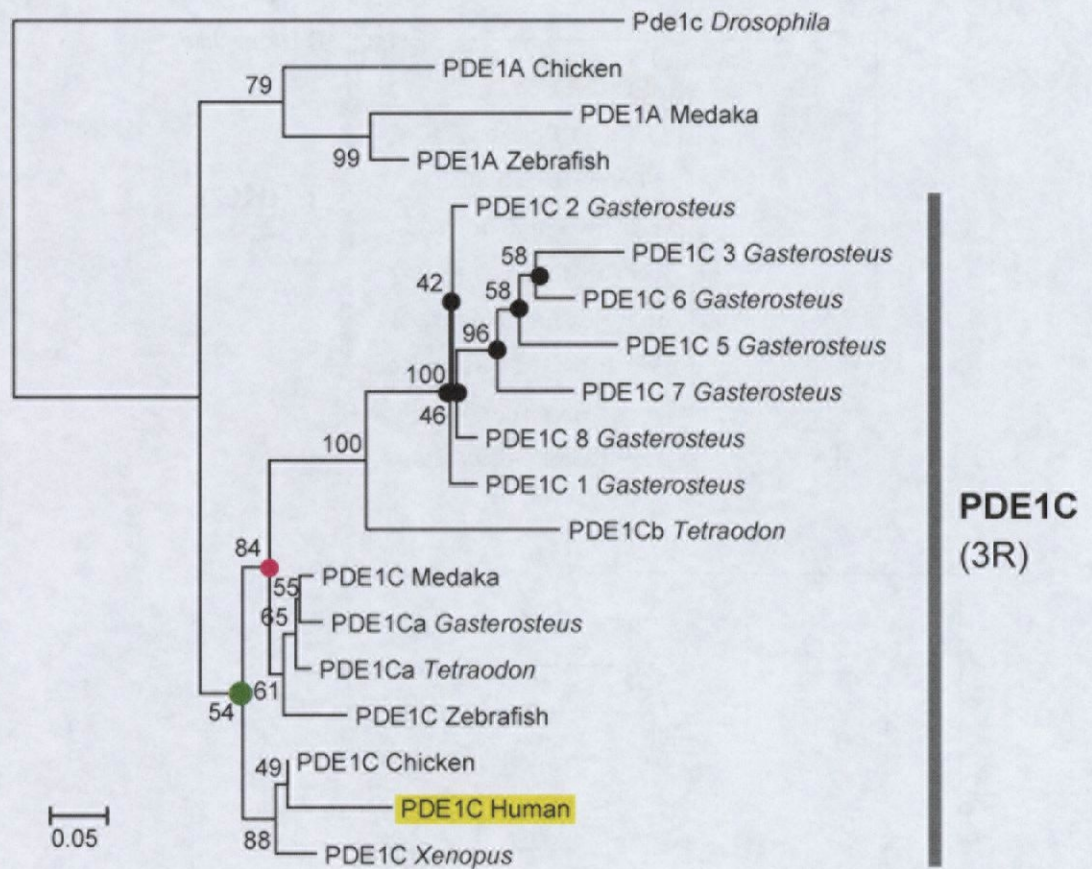 Pde1c Drosophila
PDE1A Chicken
79
PDE1A Medaka
99
PDE1A Zebrafish
PDE1C 2 Gasterosteus
58
PDE1C 3 Gasterosteus
42
58
PDE1C 6 Gasterosteus
96
PDE1C 5 Gasterosteus
100
PDE1C 7 Gasterosteus
46
100
PDE1C 8 Gasterosteus
PDE1C 1 Gasterosteus
PDE1C
(3R)
PDE1Cb Tetraodon
84
55
PDE1C Medaka
65
PDE1Ca Gasterosteus
PDE1Ca Tetraodon
61
54
PDE1C Zebrafish
49
PDE1C Chicken
PDE1C Human
0.05
88
PDE1C Xenopus